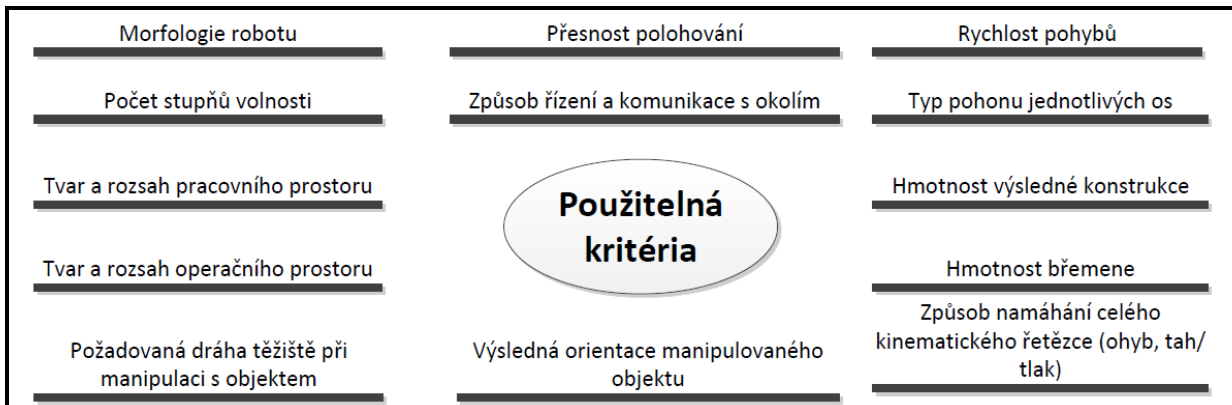 Morfologie robotu
Přesnost polohování
Rychlost pohybů
Počet stupňů volnosti
Způsob řízení a komunikace s okolím
Typ pohonu jednotlivých os
Tvar a rozsah pracovního prostoru
Použitelná
kritéria
Hmotnost výsledné konstrukce
Tvar a rozsah operačního prostoru
Hmotnost břemene
Požadovaná dráha těžiště při
manipulaci s objektem
Výsledná orientace manipulovaného
objektu
Způsob namáhání celého
kinematického řetězce (ohyb, tah/
tlak)